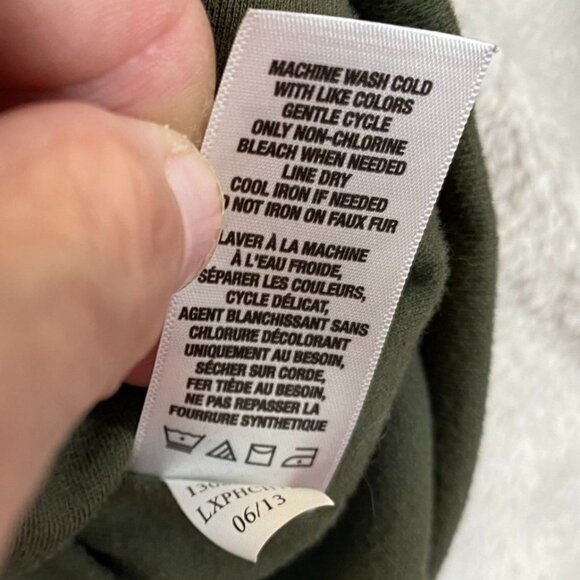 MACHINE WASH COLD
WITH LIKE COLORS
GENTLE CYCLE
ONLY NON-CHLORINE
BLEACH WHEN NEEDED
LINE DRY
COOL IRON IF NEEDED
DO NOT IRON ON FAUX FUR
LAVER À LA MACHINE
À L'EAU FROIDE,
SÉPARER LES COULEURS,
CYCLE DÉLICAT,
AGENT BLANCHISSANT SANS
CHLORURE DÉCOLORANT
UNIQUEMENT AU BESOIN,
SÉCHER SUR CORDE,
FER TIÈDE AU BESOIN,
NE PAS REPASSER LA
FOURRURE SYNTHETIQUE
06/13